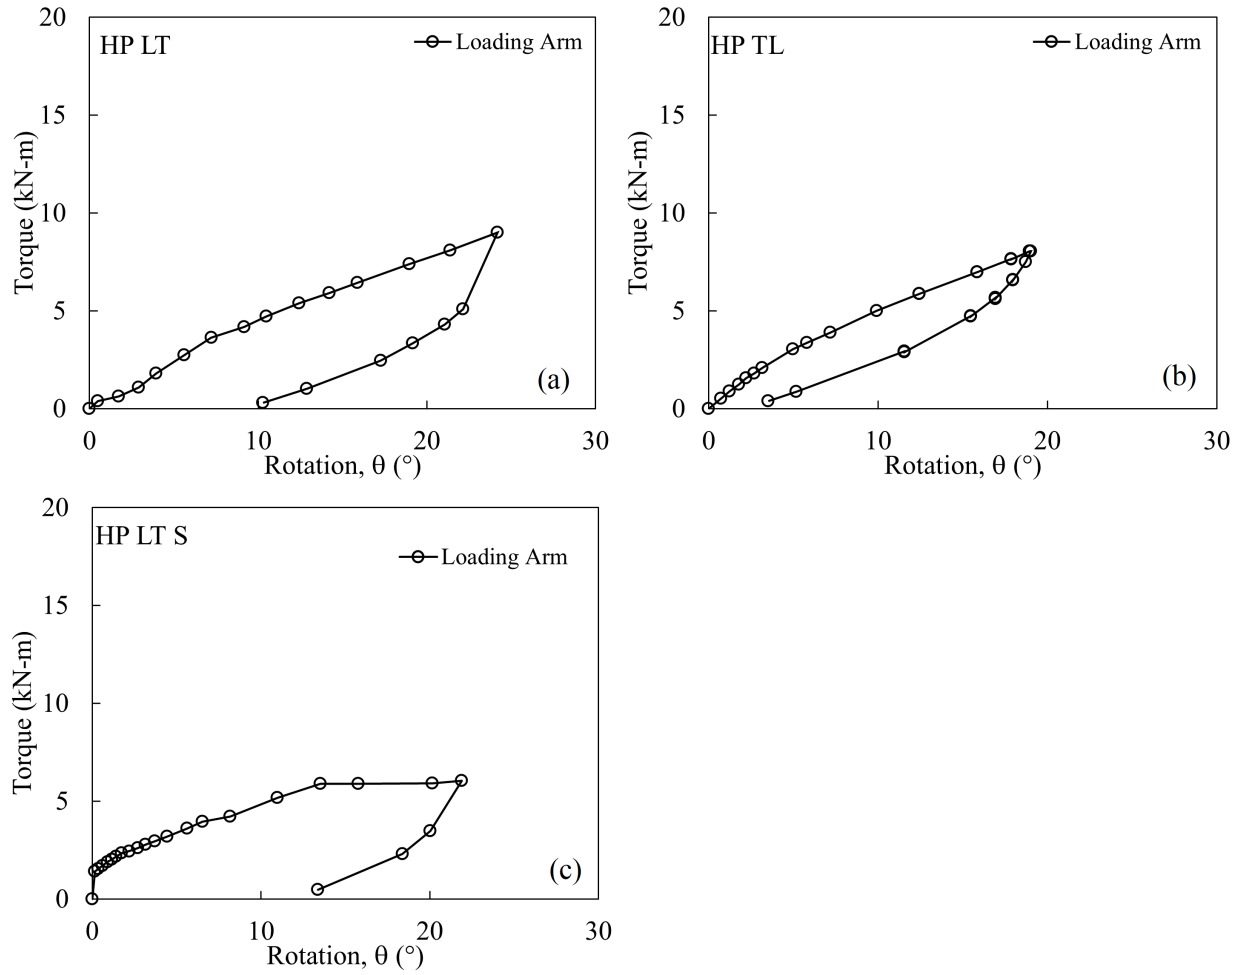 20
HP LT
Loading Arm
15
10
5
0
Torque (kN-m)
(a)
0 10 20 30
Rotation, θ (°)
20
HP TL
Loading Arm
15
10
5
0
Torque (kN-m)
(b)
0 10 20 30
Rotation, θ (°)
20
HP LT S
Loading Arm
15
10
5
0
Torque (kN-m)
(c)
0 10 20 30
Rotation, θ (°)